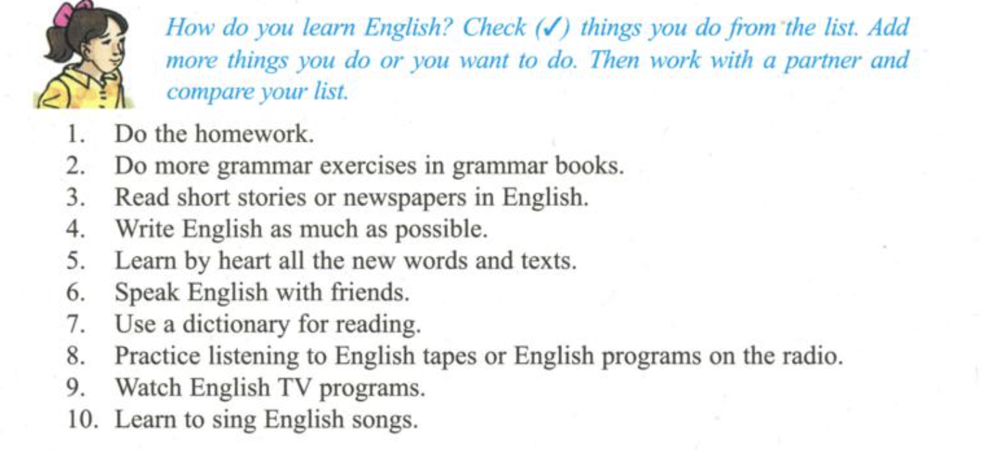 How do you learn English? Check (✓) things you do from the list. Add
more things you do or you want to do. Then work with a partner and
compare your list.
1. Do the homework.
2. Do more grammar exercises in grammar books.
3. Read short stories or newspapers in English.
4. Write English as much as possible.
5. Learn by heart all the new words and texts.
6. Speak English with friends.
7. Use a dictionary for reading.
8. Practice listening to English tapes or English programs on the radio.
9. Watch English TV programs.
10. Learn to sing English songs.